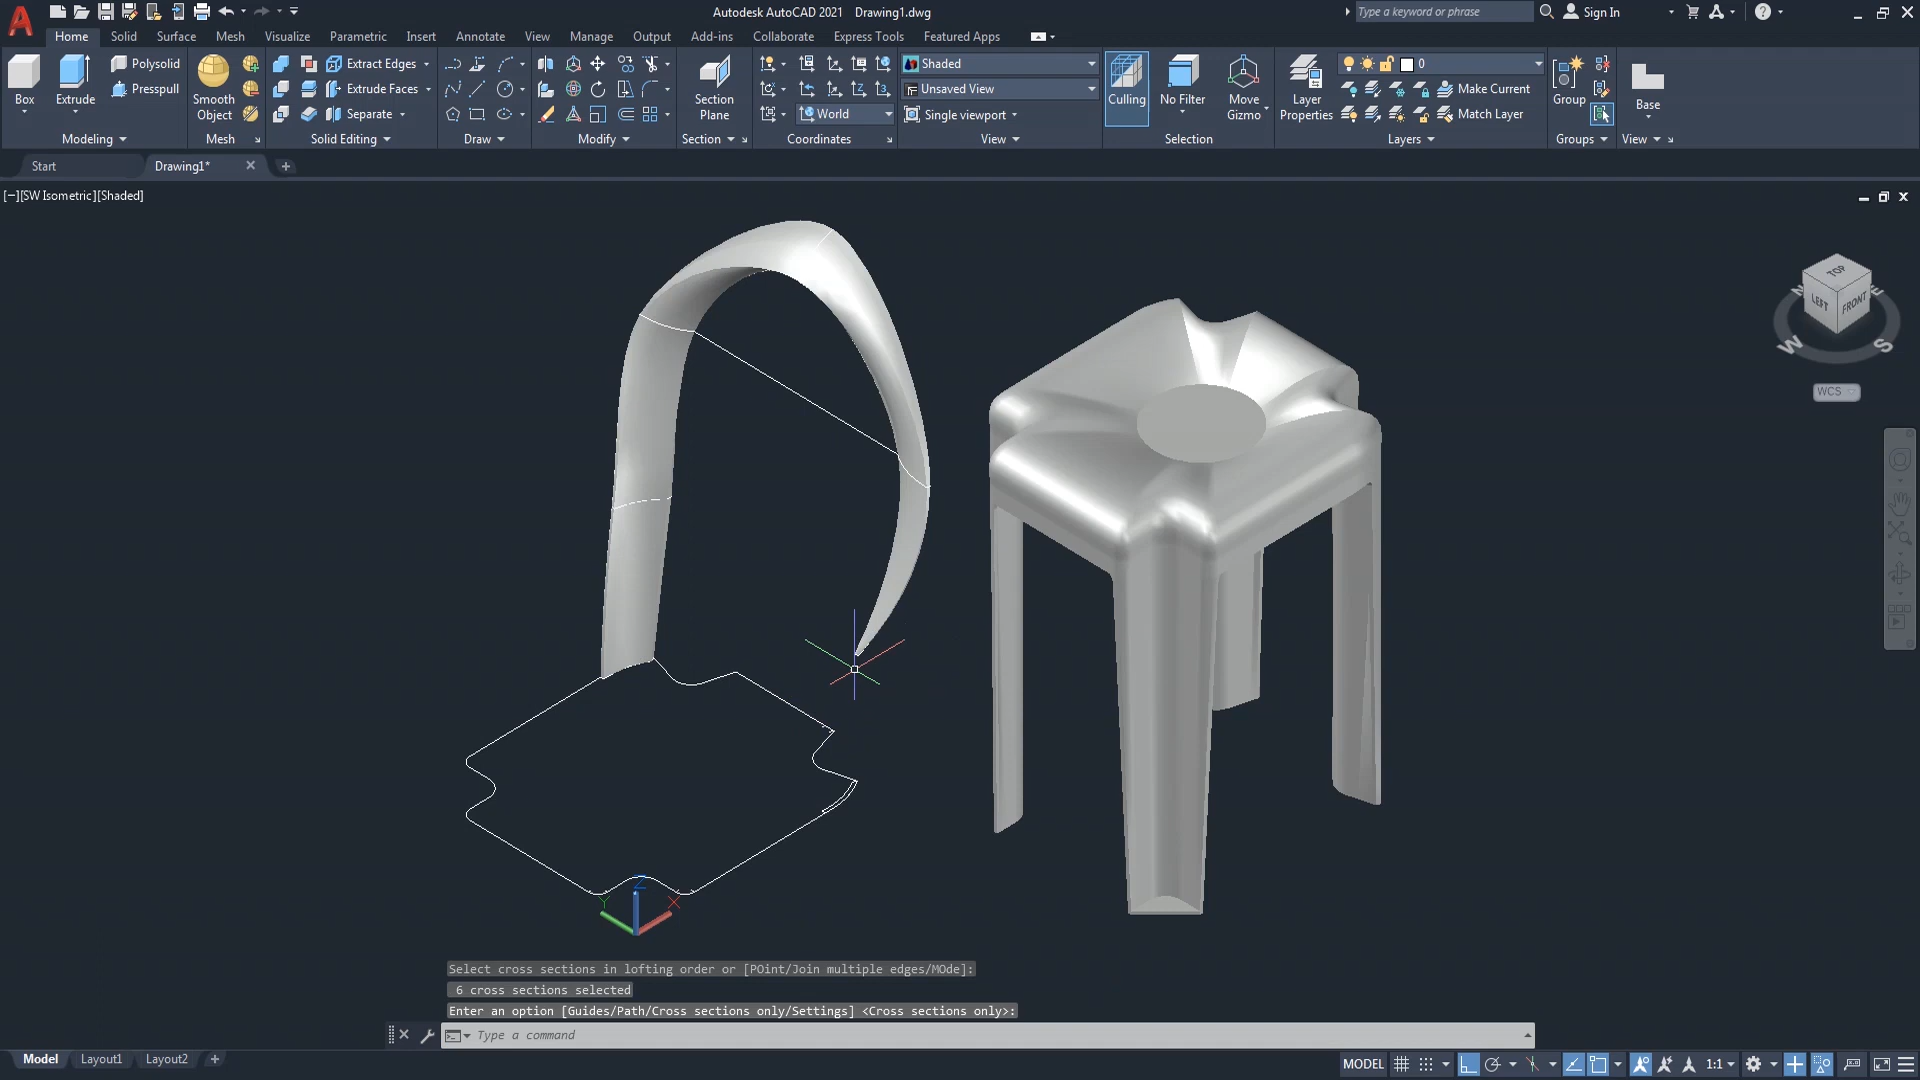 Autodesk AutoCAD 2021 Drawing1.dwg
Type a keyword or phrase
Sign In
Home Solid Surface Mesh Visualize Parametric Insert Annotate View Manage Output Add-ins Collaborate Express Tools Featured Apps
Box
Extrude
Polysolid
Presspull
Modeling
Smooth
Object
Mesh
Extract Edges
Extrude Faces
Separate
Solid Editing
Draw
Modify
Section
Plane
Section
World
Coordinates
Shaded
Unsaved View
Single viewport
View
Culling
No Filter
Move
Gizmo
Selection
Layer
Properties
0
Make Current
Match Layer
Layers
Group
Groups
Base
View
Start
Drawing1*
[−][SW Isometric][Shaded]
TOP
LEFT
FRONT
N
E
W
S
WCS
Z
Y
X
Select cross sections in lofting order or [POint/Join multiple edges/MOde]:
6 cross sections selected
Enter an option [Guides/Path/Cross sections only/Settings] <Cross sections only>:
Type a command
Model Layout1 Layout2
MODEL
1:1